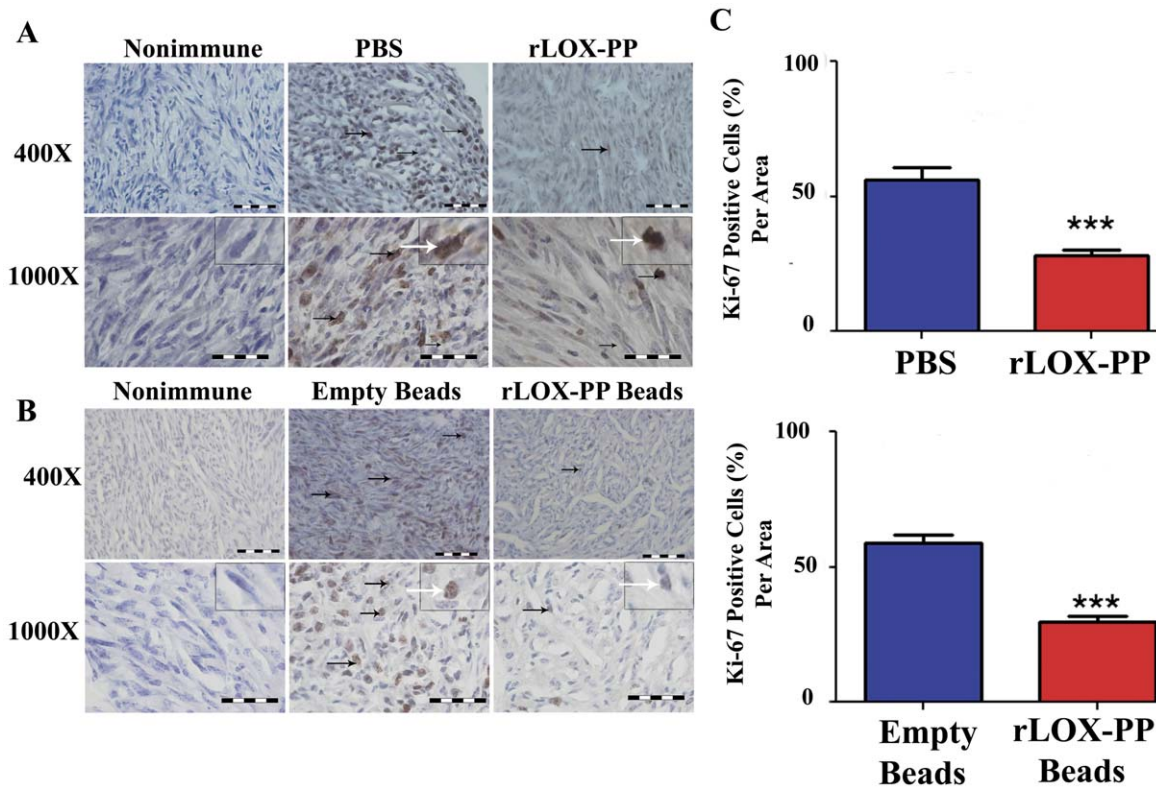 A
Nonimmune PBS rLOX-PP
400X
1000X
B
Nonimmune Empty Beads rLOX-PP Beads
400X
1000X
C
Ki-67 Positive Cells (%)
Per Area
100
50
0
***
PBS rLOX-PP
Ki-67 Positive Cells (%)
Per Area
100
50
0
***
Empty rLOX-PP
Beads Beads